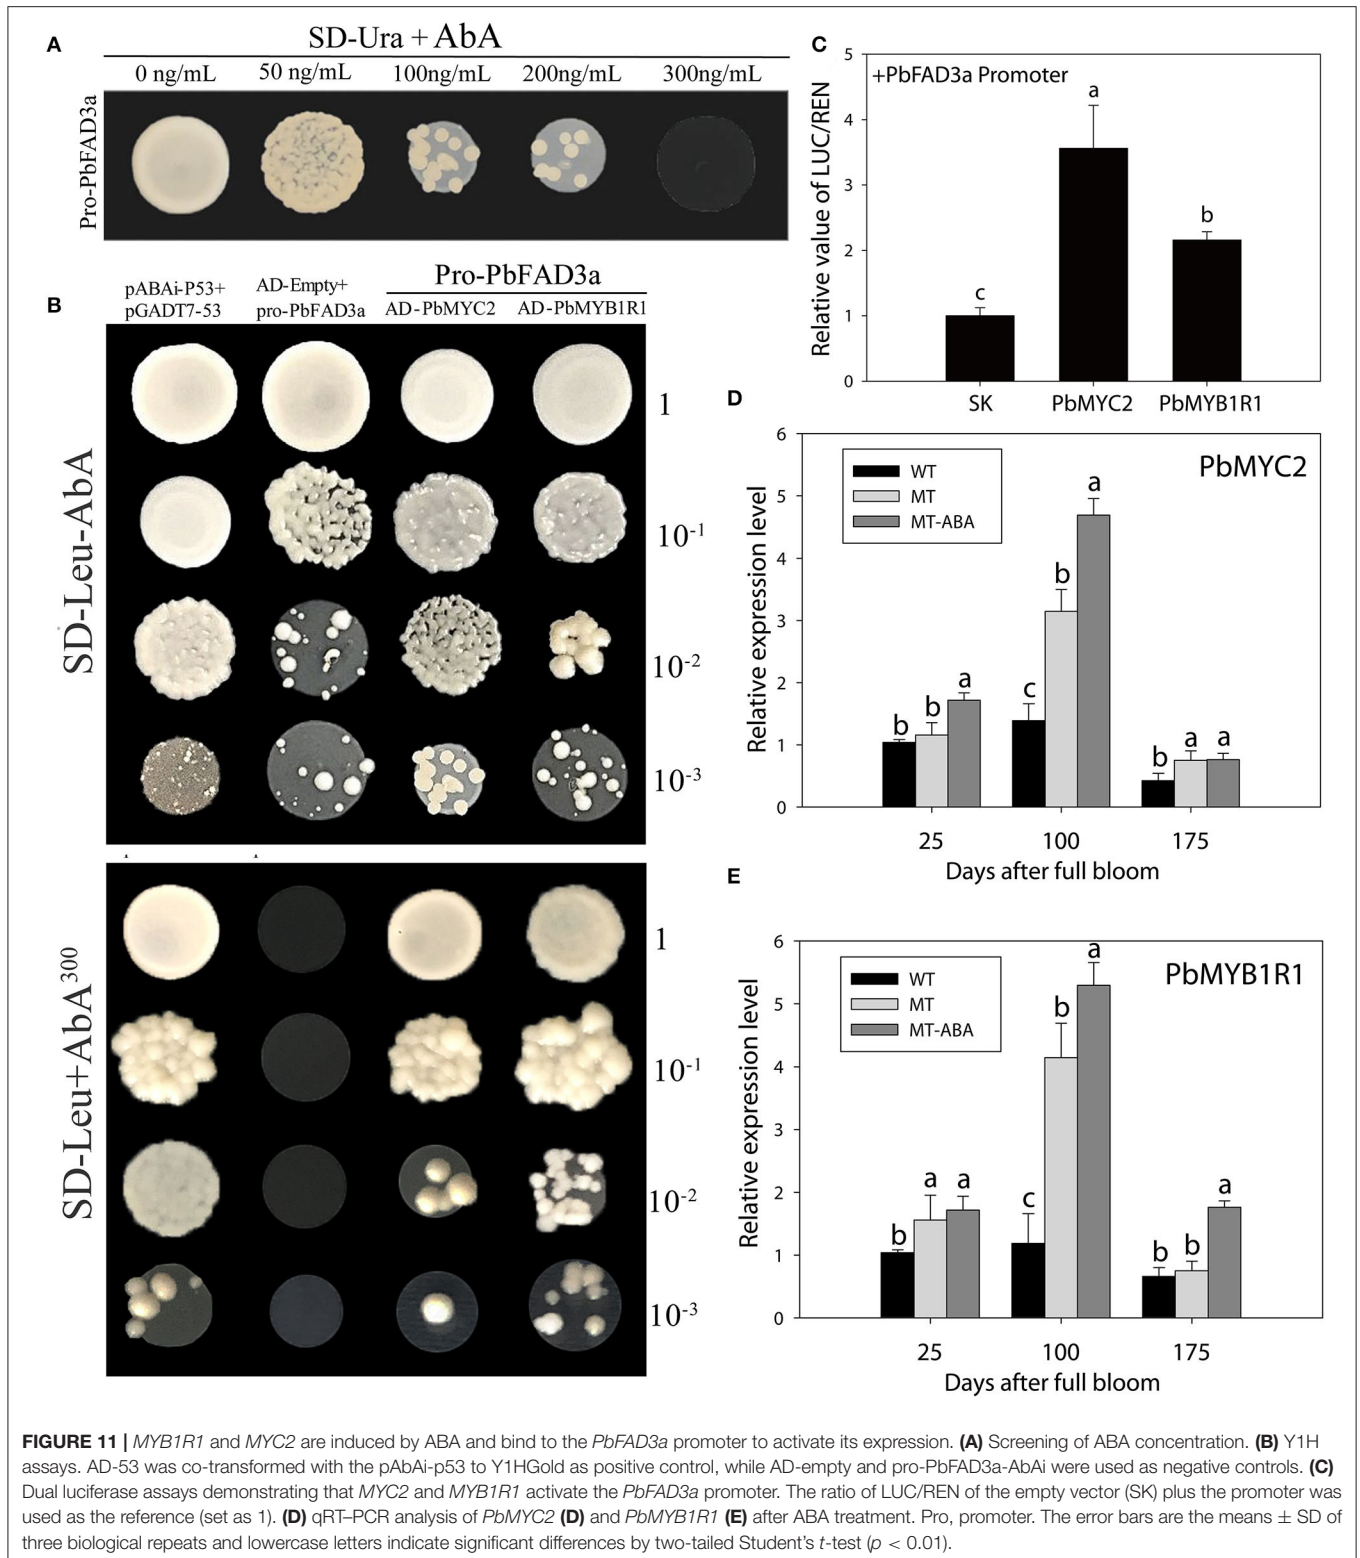 A
SD-Ura + AbA
0 ng/mL 50 ng/mL 100ng/mL 200ng/mL 300ng/mL
Pro-PbFAD3a
B
pABAi-P53+
pGADT7-53
AD-Empty+
pro-PbFAD3a
Pro-PbFAD3a
AD-PbMYC2 AD-PbMYB1R1
SD-Leu-AbA
1
10-1
10-2
10-3
SD-Leu+AbA300
1
10-1
10-2
10-3
C
+PbFAD3a Promoter
Relative value of LUC/REN
5
4
3
2
1
0
c
a
b
SK PbMYC2 PbMYB1R1
D
PbMYC2
WT
MT
MT-ABA
Relative expression level
6
5
4
3
2
1
0
b b a
c b a
b a a
25 100 175
Days after full bloom
E
PbMYB1R1
WT
MT
MT-ABA
Relative expression level
6
5
4
3
2
1
0
b a a
c b a
b b a
25 100 175
Days after full bloom
FIGURE 11 | MYB1R1 and MYC2 are induced by ABA and bind to the PbFAD3a promoter to activate its expression. (A) Screening of ABA concentration. (B) Y1H
assays. AD-53 was co-transformed with the pAbAi-p53 to Y1HGold as positive control, while AD-empty and pro-PbFAD3a-AbAi were used as negative controls. (C)
Dual luciferase assays demonstrating that MYC2 and MYB1R1 activate the PbFAD3a promoter. The ratio of LUC/REN of the empty vector (SK) plus the promoter was
used as the reference (set as 1). (D) qRT–PCR analysis of PbMYC2 (D) and PbMYB1R1 (E) after ABA treatment. Pro, promoter. The error bars are the means ± SD of
three biological repeats and lowercase letters indicate significant differences by two-tailed Student's t-test (p < 0.01).